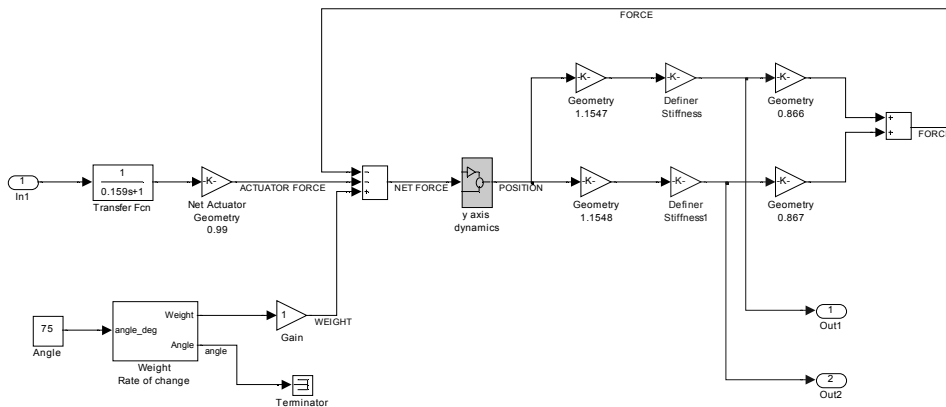 FORCE
-K-
-K-
-K-
Geometry
1.1547
Definer
Stiffness
Geometry
0.866
+
+
FORCE
1
In1
1
0.159s+1
Transfer Fcn
-K-
Net Actuator
Geometry
0.99
ACTUATOR FORCE
−
−
+
NET FORCE
y axis
dynamics
POSITION
-K-
Geometry
1.1548
-K-
Definer
Stiffness1
-K-
Geometry
0.867
75
Angle
angle_deg
Weight
Angle
Weight
Rate of change
angle
1
Gain
WEIGHT
Terminator
1
Out1
2
Out2